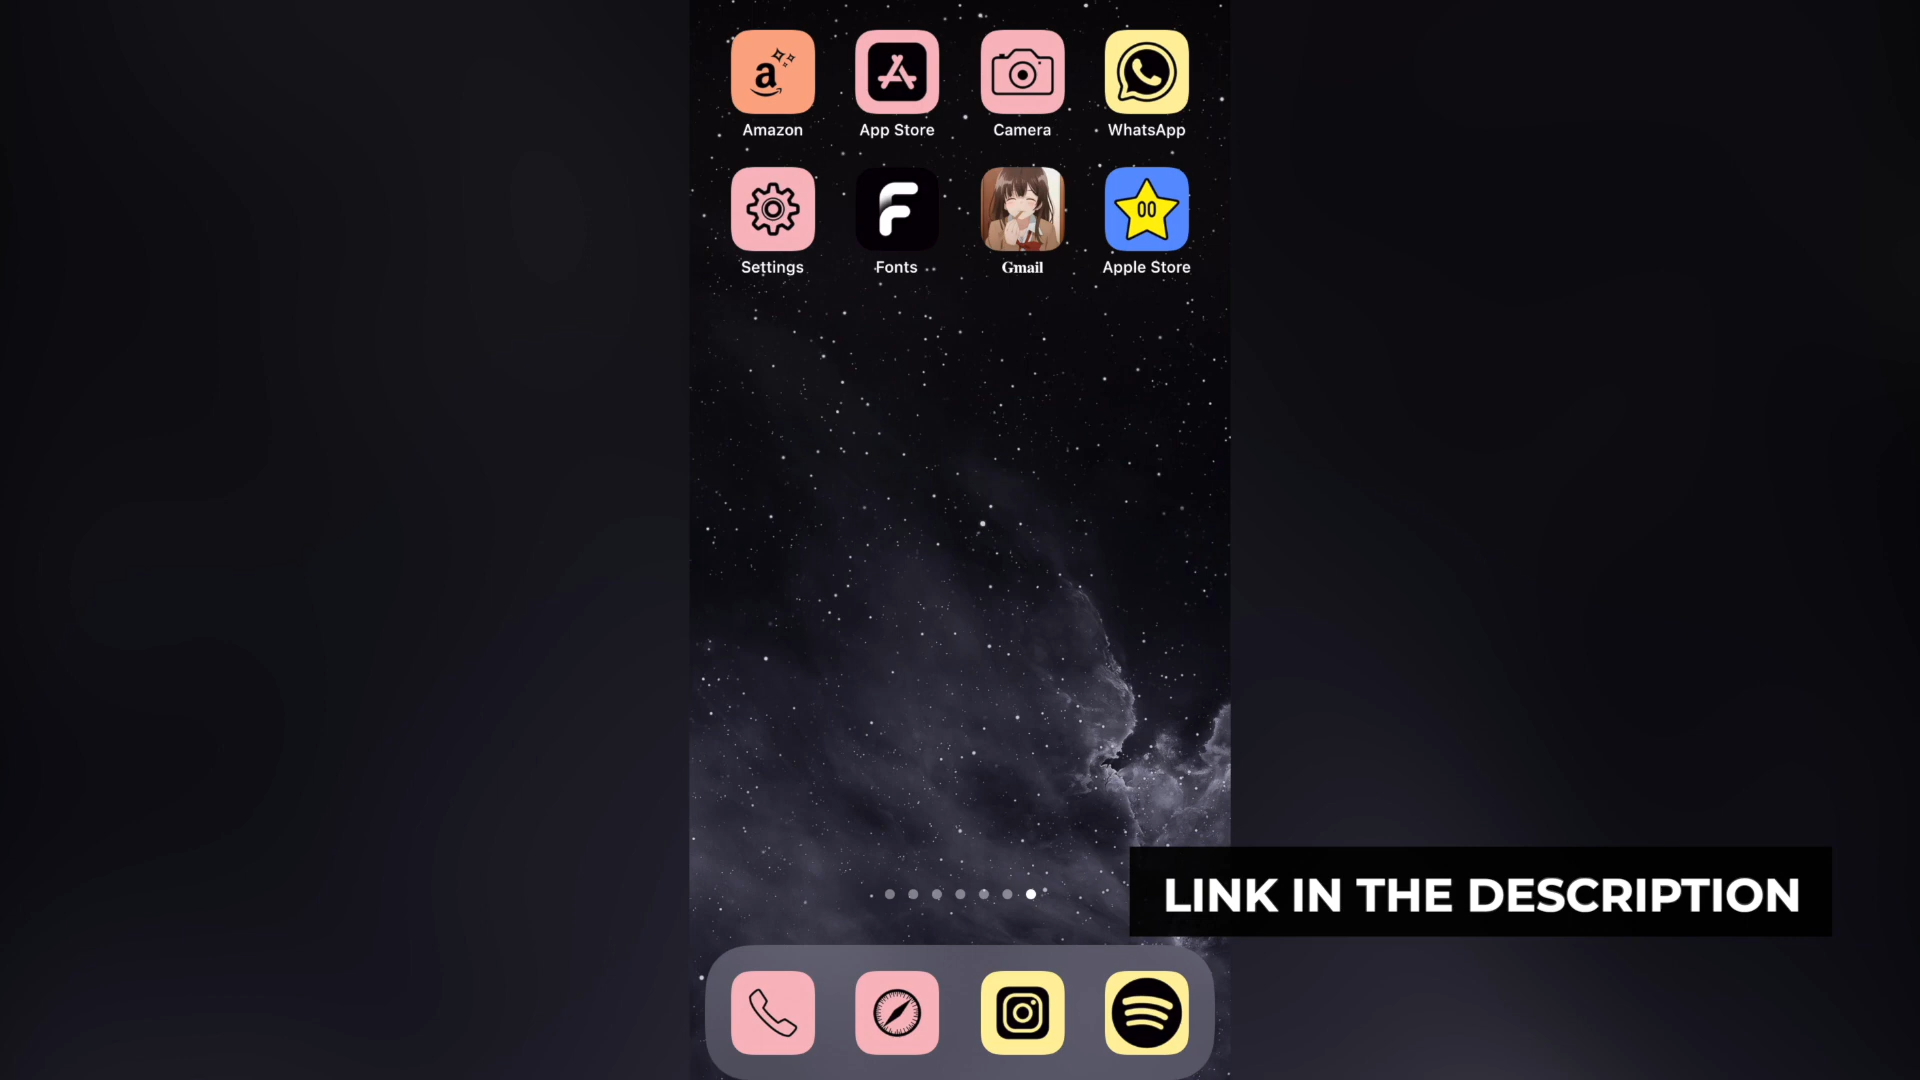 a
Amazon
App Store
Camera
WhatsApp
Settings
F
Fonts
Gmail
00
Apple Store
LINK IN THE DESCRIPTION